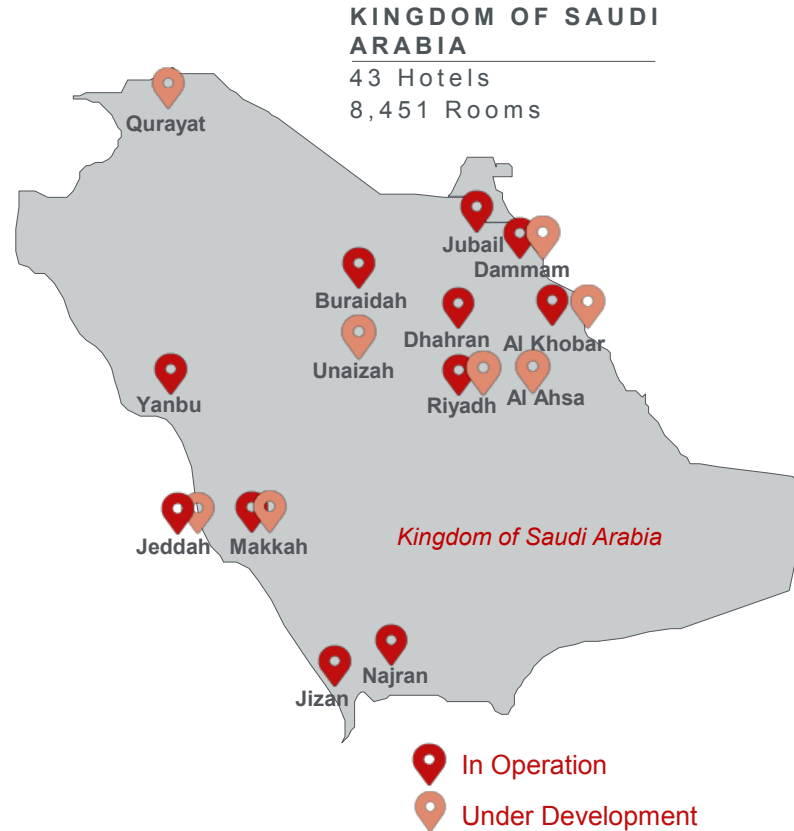 KINGDOM OF SAUDI
ARABIA
43 Hotels
8,451 Rooms
Qurayat
Jubail
Dammam
Buraidah
Dhahran
Al Khobar
Unaizah
Yanbu
Riyadh
Al Ahsa
Jeddah
Makkah
Kingdom of Saudi Arabia
Najran
Jizan
In Operation
Under Development